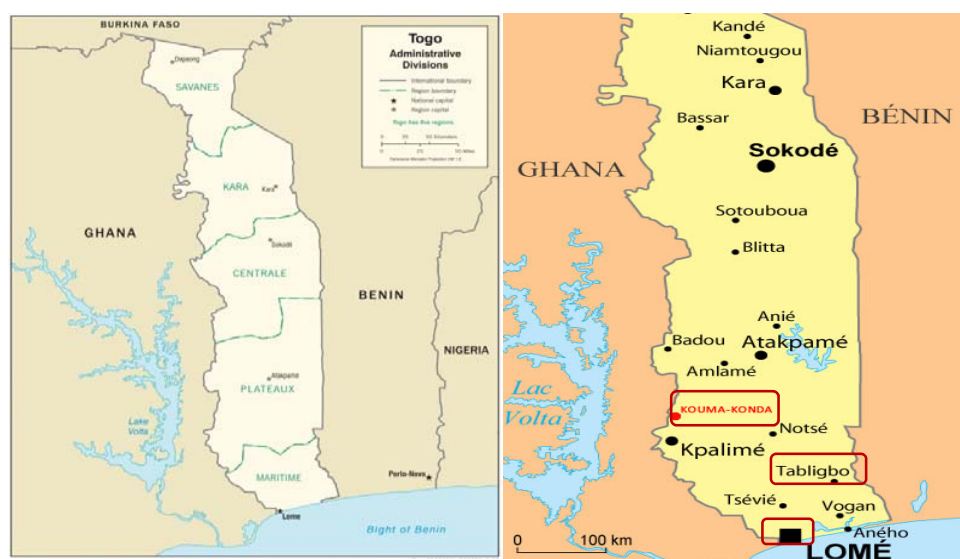 BURKINA FASO
Togo
Administrative
Divisions
International boundary
Region boundary
National capital
Region capital
Togo has five regions
Dapaong
SAVANES
KARA
Kara
GHANA
Sokodé
CENTRALE
BENIN
NIGERIA
Atakpamé
PLATEAUX
Lake
Volta
MARITIME
Porto-Novo
Lome
Bight of Benin
Kandé
Niamtougou
Kara
BÉNIN
Bassar
Sokodé
GHANA
Sotouboua
Blitta
Anié
Badou
Atakpamé
Amlamé
Lac
Volta
KOUMA-KONDA
Notsé
Kpalimé
Tabligbo
Tsévié
Vogan
Aného
0
100 km
LOMÉ